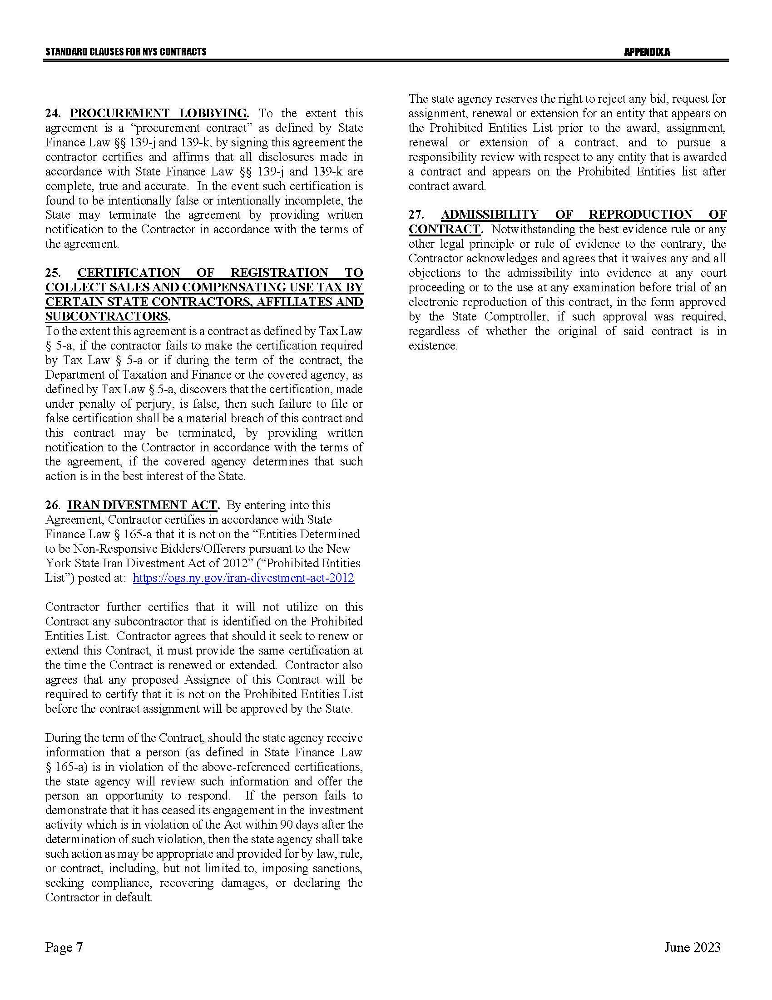 STANDARD CLAUSES FOR NYS CONTRACTS APPENDIX A
24. PROCUREMENT LOBBYING. To the extent this
agreement is a “procurement contract” as defined by State
Finance Law §§ 139-j and 139-k, by signing this agreement the
contractor certifies and affirms that all disclosures made in
accordance with State Finance Law §§ 139-j and 139-k are
complete, true and accurate. In the event such certification is
found to be intentionally false or intentionally incomplete, the
State may terminate the agreement by providing written
notification to the Contractor in accordance with the terms of
the agreement.
25. CERTIFICATION OF REGISTRATION TO
COLLECT SALES AND COMPENSATING USE TAX BY
CERTAIN STATE CONTRACTORS, AFFILIATES AND
SUBCONTRACTORS.
To the extent this agreement is a contract as defined by Tax Law
§ 5-a, if the contractor fails to make the certification required
by Tax Law § 5-a or if during the term of the contract, the
Department of Taxation and Finance or the covered agency, as
defined by Tax Law § 5-a, discovers that the certification, made
under penalty of perjury, is false, then such failure to file or
false certification shall be a material breach of this contract and
this contract may be terminated, by providing written
notification to the Contractor in accordance with the terms of
the agreement, if the covered agency determines that such
action is in the best interest of the State.
26. IRAN DIVESTMENT ACT. By entering into this
Agreement, Contractor certifies in accordance with State
Finance Law § 165-a that it is not on the “Entities Determined
to be Non-Responsive Bidders/Offerers pursuant to the New
York State Iran Divestment Act of 2012” (“Prohibited Entities
List”) posted at: https://ogs.ny.gov/iran-divestment-act-2012
Contractor further certifies that it will not utilize on this
Contract any subcontractor that is identified on the Prohibited
Entities List. Contractor agrees that should it seek to renew or
extend this Contract, it must provide the same certification at
the time the Contract is renewed or extended. Contractor also
agrees that any proposed Assignee of this Contract will be
required to certify that it is not on the Prohibited Entities List
before the contract assignment will be approved by the State.
During the term of the Contract, should the state agency receive
information that a person (as defined in State Finance Law
§ 165-a) is in violation of the above-referenced certifications,
the state agency will review such information and offer the
person an opportunity to respond. If the person fails to
demonstrate that it has ceased its engagement in the investment
activity which is in violation of the Act within 90 days after the
determination of such violation, then the state agency shall take
such action as may be appropriate and provided for by law, rule,
or contract, including, but not limited to, imposing sanctions,
seeking compliance, recovering damages, or declaring the
Contractor in default.
The state agency reserves the right to reject any bid, request for
assignment, renewal or extension for an entity that appears on
the Prohibited Entities List prior to the award, assignment,
renewal or extension of a contract, and to pursue a
responsibility review with respect to any entity that is awarded
a contract and appears on the Prohibited Entities list after
contract award.
27. ADMISSIBILITY OF REPRODUCTION OF
CONTRACT. Notwithstanding the best evidence rule or any
other legal principle or rule of evidence to the contrary, the
Contractor acknowledges and agrees that it waives any and all
objections to the admissibility into evidence at any court
proceeding or to the use at any examination before trial of an
electronic reproduction of this contract, in the form approved
by the State Comptroller, if such approval was required,
regardless of whether the original of said contract is in
existence.
Page 7 June 2023